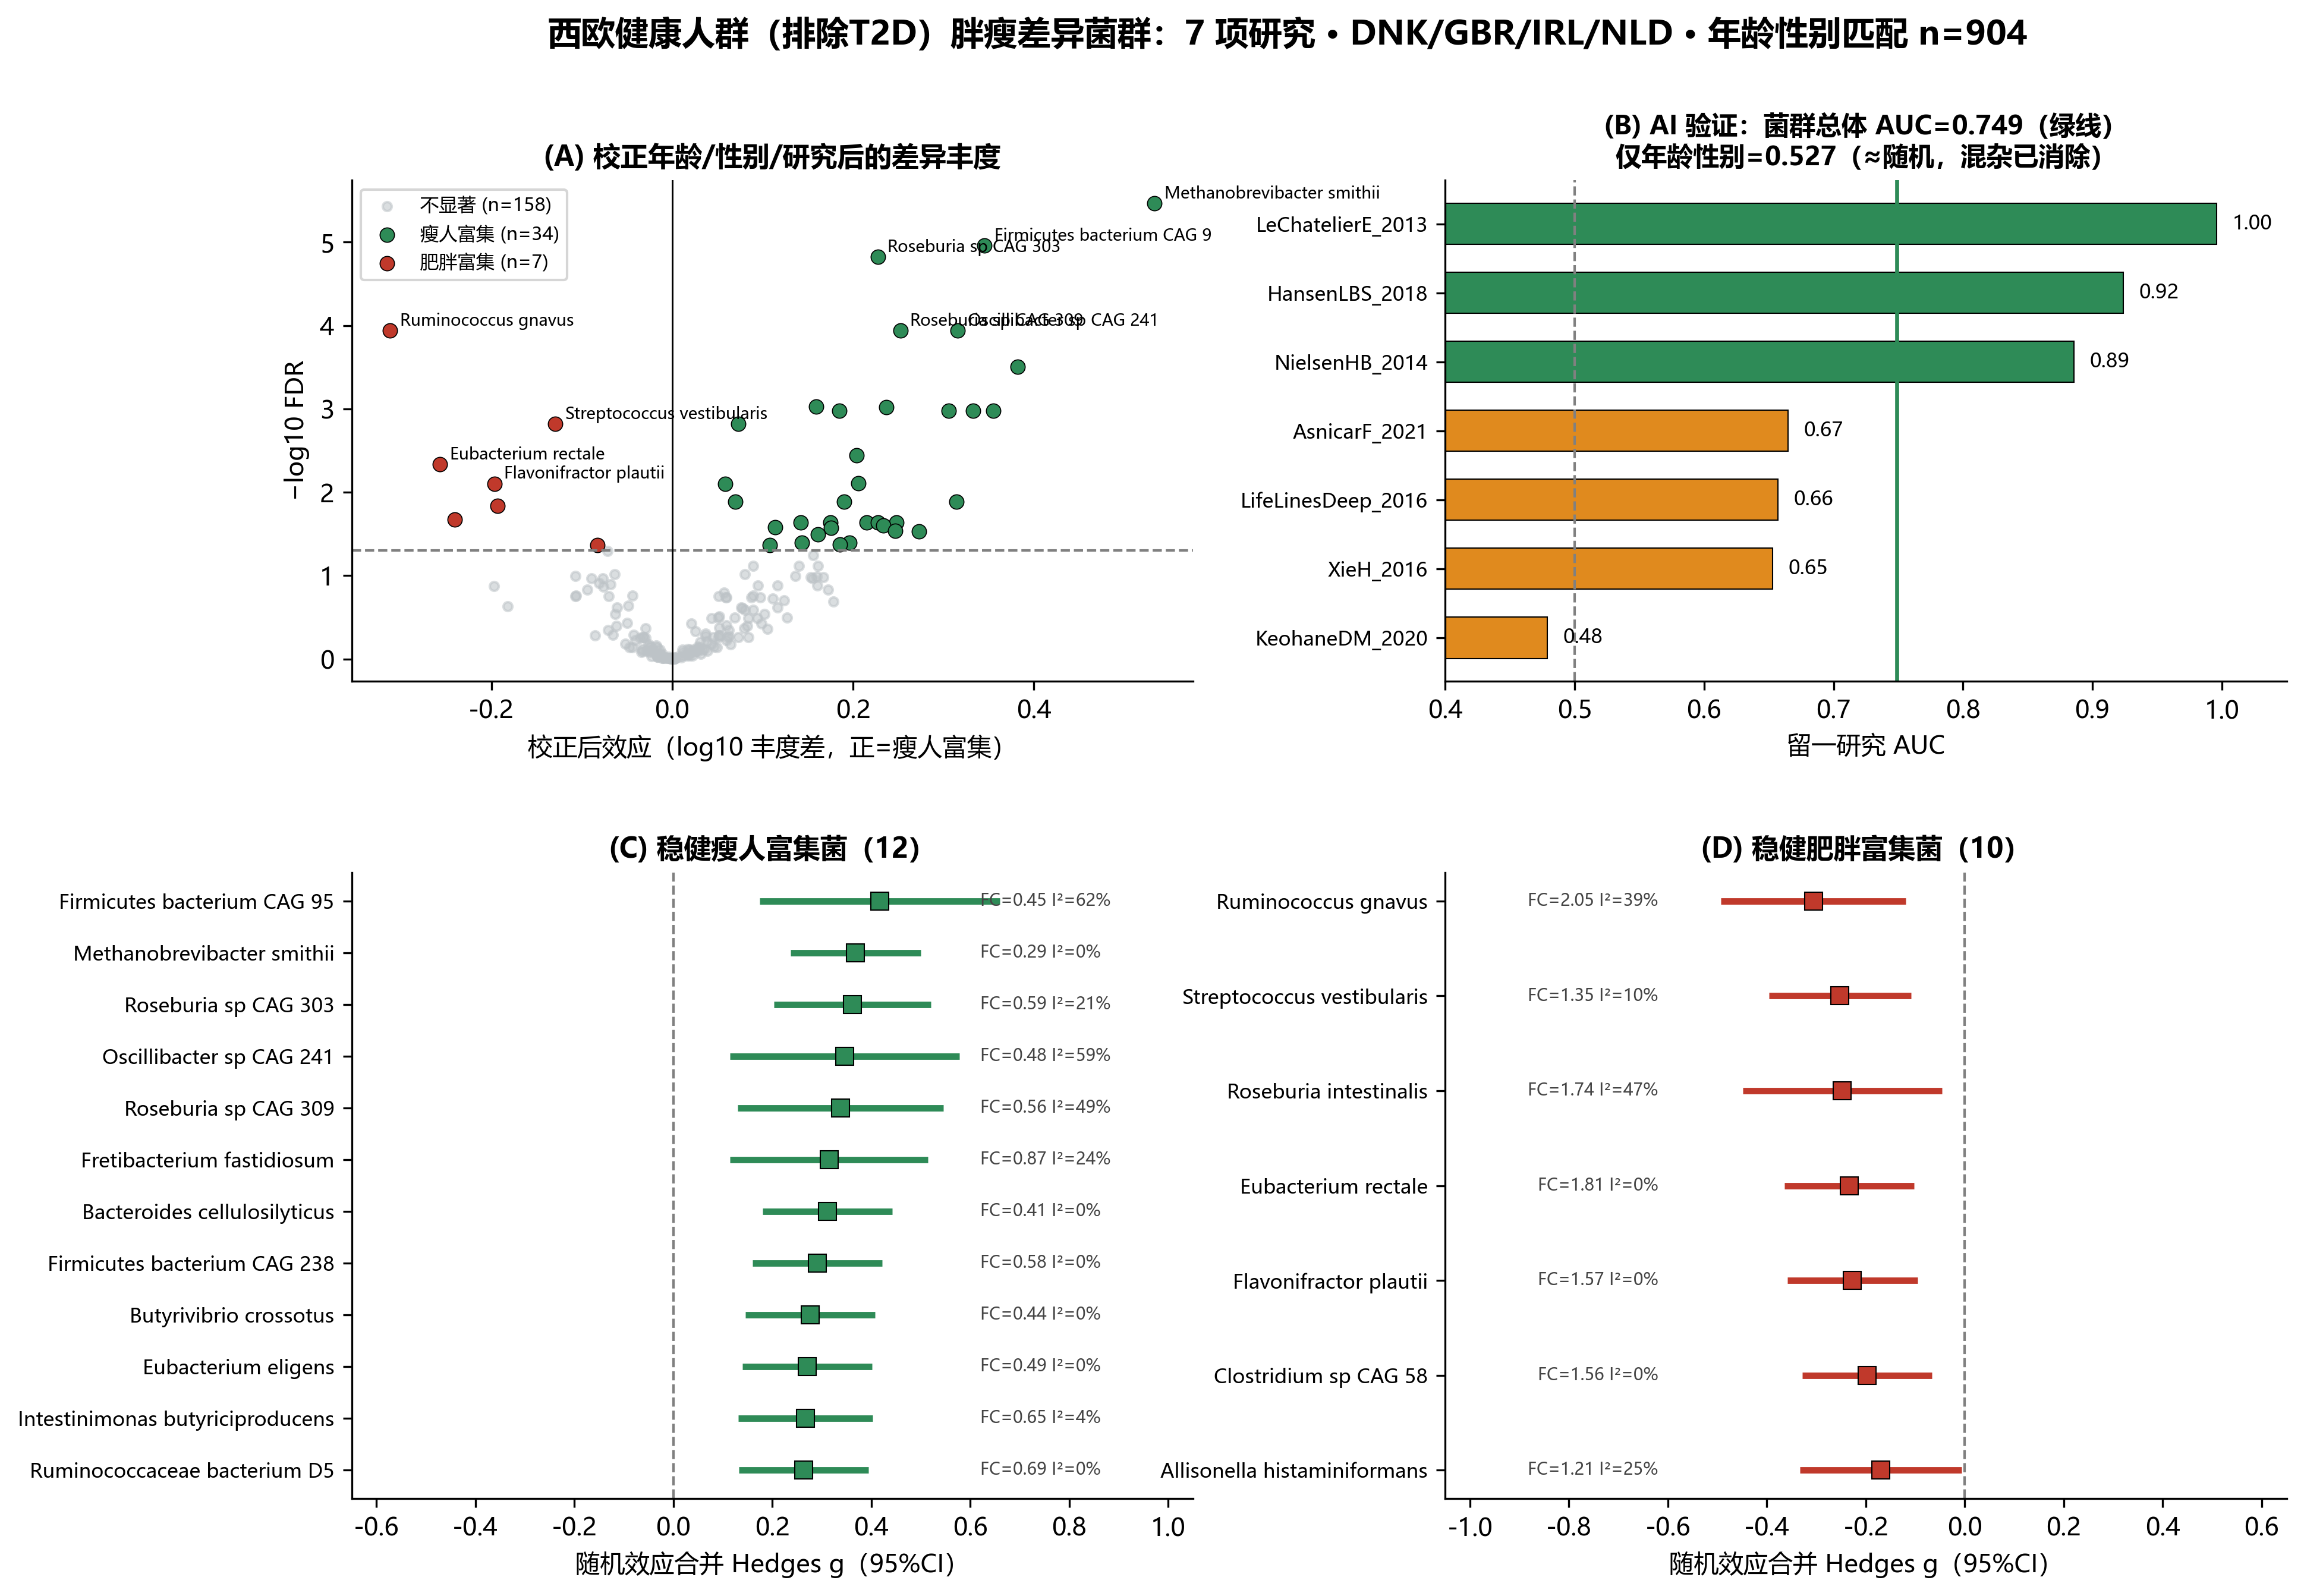 西欧健康人群（排除T2D）胖瘦差异菌群：7 项研究 • DNK/GBR/IRL/NLD • 年龄性别匹配 n=904
(A) 校正年龄/性别/研究后的差异丰度
不显著 (n=158)
瘦人富集 (n=34)
肥胖富集 (n=7)
Methanobrevibacter smithii
Firmicutes bacterium CAG 9
Roseburia sp CAG 303
Ruminococcus gnavus
Roseburia sp CAG 309
Oscillibacter sp CAG 241
Streptococcus vestibularis
Eubacterium rectale
Flavonifractor plautii
−log10 FDR
5
4
3
2
1
0
-0.2 0.0 0.2 0.4
校正后效应（log10 丰度差，正=瘦人富集）
(B) AI 验证：菌群总体 AUC=0.749（绿线）
仅年龄性别=0.527（≈随机，混杂已消除）
LeChatelierE_2013 1.00
HansenLBS_2018 0.92
NielsenHB_2014 0.89
AsnicarF_2021 0.67
LifeLinesDeep_2016 0.66
XieH_2016 0.65
KeohaneDM_2020 0.48
0.4 0.5 0.6 0.7 0.8 0.9 1.0
留一研究 AUC
(C) 稳健瘦人富集菌（12）
Firmicutes bacterium CAG 95 FC=0.45 I²=62%
Methanobrevibacter smithii FC=0.29 I²=0%
Roseburia sp CAG 303 FC=0.59 I²=21%
Oscillibacter sp CAG 241 FC=0.48 I²=59%
Roseburia sp CAG 309 FC=0.56 I²=49%
Fretibacterium fastidiosum FC=0.87 I²=24%
Bacteroides cellulosilyticus FC=0.41 I²=0%
Firmicutes bacterium CAG 238 FC=0.58 I²=0%
Butyrivibrio crossotus FC=0.44 I²=0%
Eubacterium eligens FC=0.49 I²=0%
Intestinimonas butyriciproducens FC=0.65 I²=4%
Ruminococcaceae bacterium D5 FC=0.69 I²=0%
-0.6 -0.4 -0.2 0.0 0.2 0.4 0.6 0.8 1.0
随机效应合并 Hedges g（95%CI）
(D) 稳健肥胖富集菌（10）
Ruminococcus gnavus FC=2.05 I²=39%
Streptococcus vestibularis FC=1.35 I²=10%
Roseburia intestinalis FC=1.74 I²=47%
Eubacterium rectale FC=1.81 I²=0%
Flavonifractor plautii FC=1.57 I²=0%
Clostridium sp CAG 58 FC=1.56 I²=0%
Allisonella histaminiformans FC=1.21 I²=25%
-1.0 -0.8 -0.6 -0.4 -0.2 0.0 0.2 0.4 0.6
随机效应合并 Hedges g（95%CI）